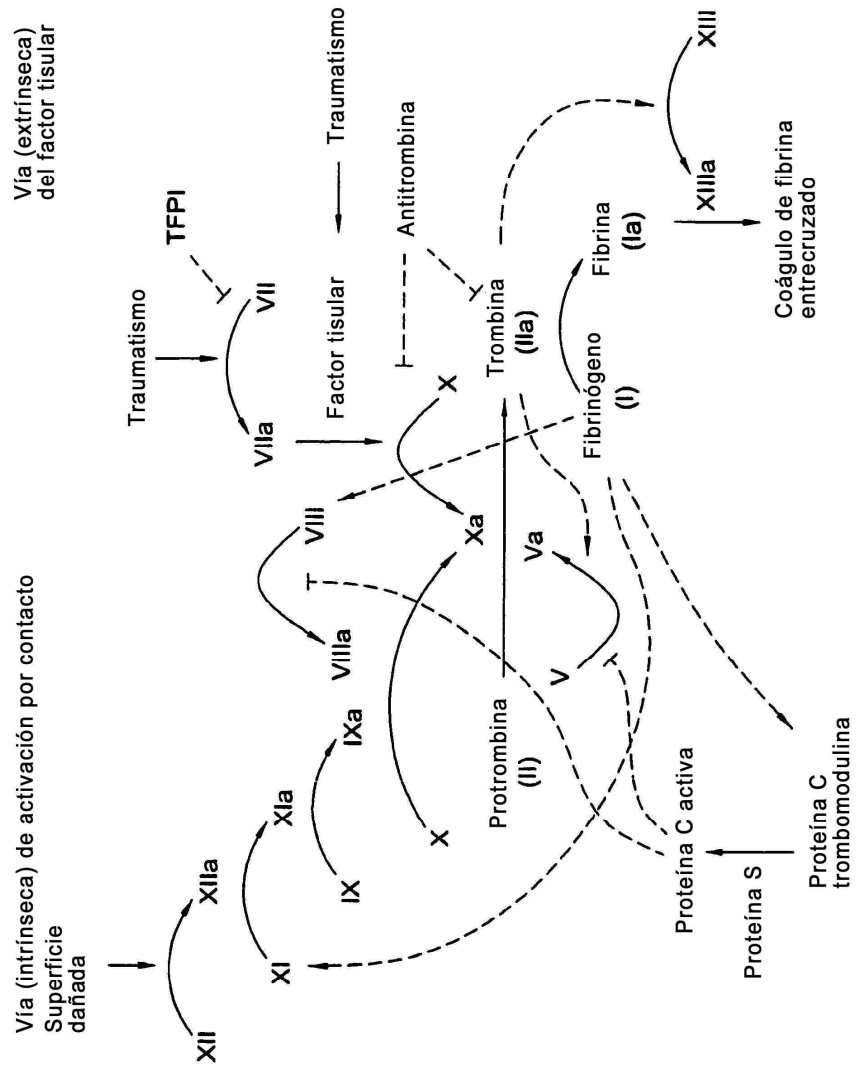 Vía (intrínseca) de activación por contacto
Superficie
dañada
Vía (extrínseca)
del factor tisular
XII
XIIa
XI
XIa
IX
IXa
X
VIIIa
VIII
Traumatismo
TFPI
VIIa
VII
Factor tisular
Traumatismo
Antitrombina
X
Xa
Protrombina
(II)
Trombina
(IIa)
V
Va
Fibrinógeno
(I)
Fibrina
(Ia)
XIII
XIIIa
Coágulo de fibrina
entrecruzado
Proteína C activa
Proteína S
Proteína C
trombomodulina